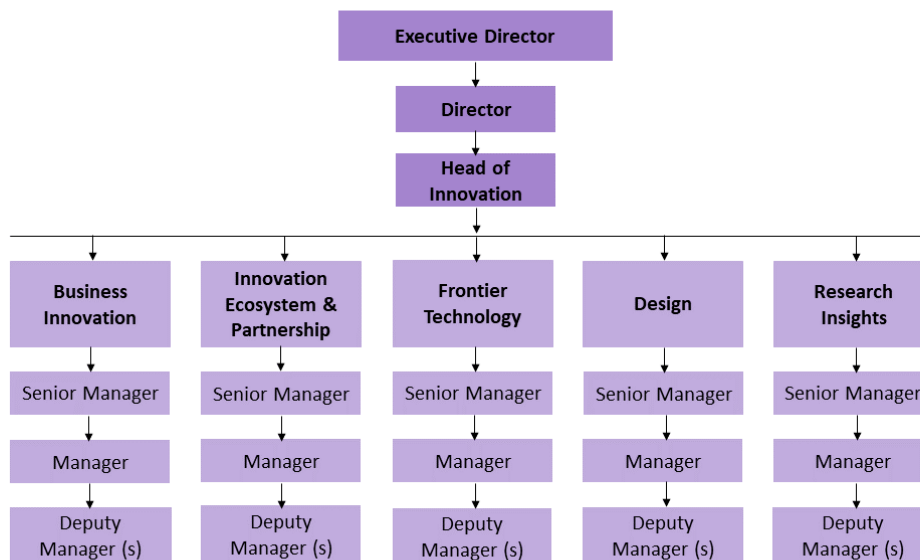 Executive Director
Director
Head of
Innovation
Business
Innovation
Innovation
Ecosystem &
Partnership
Frontier
Technology
Design
Research
Insights
Senior Manager
Senior Manager
Senior Manager
Senior Manager
Senior Manager
Manager
Manager
Manager
Manager
Manager
Deputy
Manager (s)
Deputy
Manager (s)
Deputy
Manager (s)
Deputy
Manager (s)
Deputy
Manager (s)